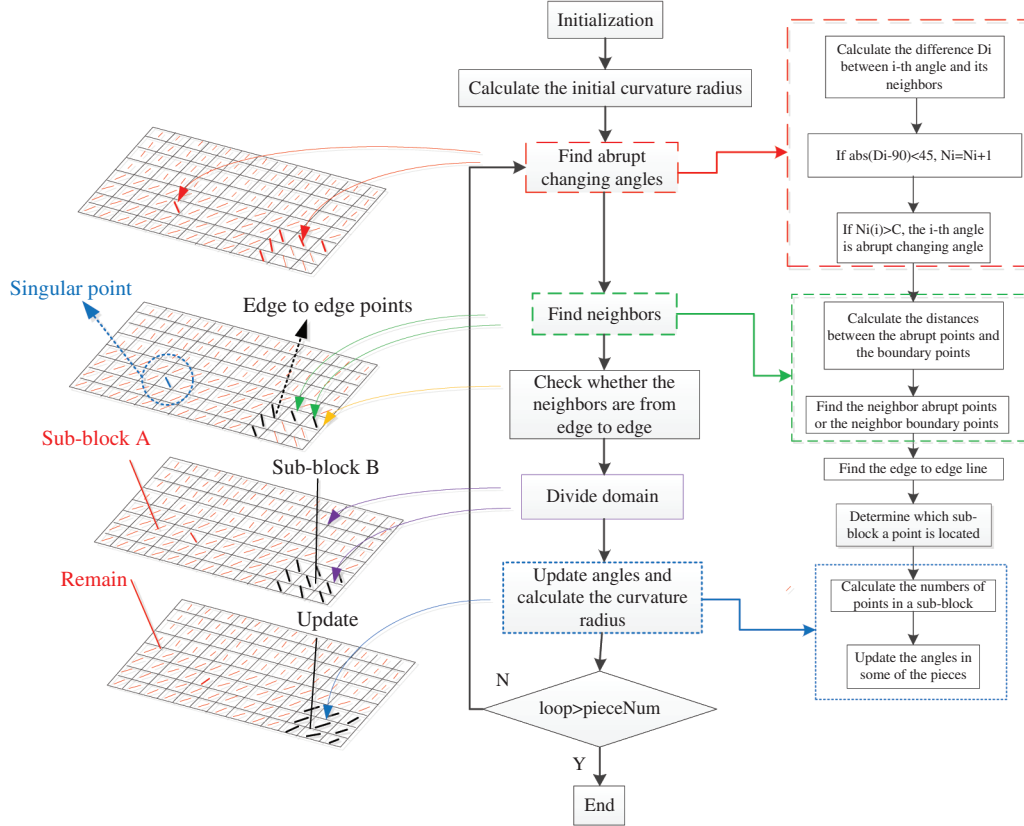 Initialization
Calculate the initial curvature radius
Find abrupt
changing angles
Find neighbors
Check whether the
neighbors are from
edge to edge
Divide domain
Update angles and
calculate the curvature
radius
N
loop>pieceNum
Y
End
Singular point
Edge to edge points
Sub-block A
Sub-block B
Remain
Update
Calculate the difference Di
between i-th angle and its
neighbors
If abs(Di-90)<45, Ni=Ni+1
If Ni(i)>C, the i-th angle
is abrupt changing angle
Calculate the distances
between the abrupt points and
the boundary points
Find the neighbor abrupt points
or the neighbor boundary points
Find the edge to edge line
Determine which sub-
block a point is located
Calculate the numbers of
points in a sub-block
Update the angles in
some of the pieces